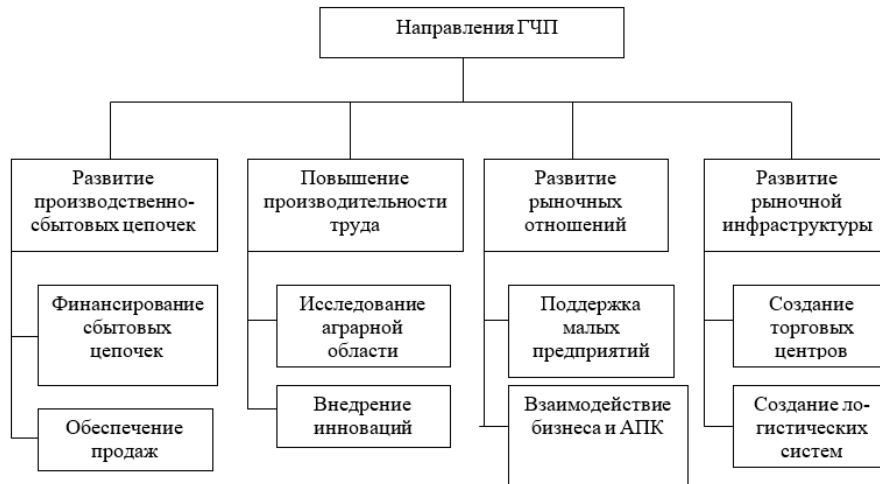 Направления ГЧП
Развитие
производственно-
сбытовых цепочек
Повышение
производительности
труда
Развитие
рыночных
отношений
Развитие
рыночной
инфраструктуры
Финансирование
сбытовых
цепочек
Исследование
аграрной
области
Поддержка
малых
предприятий
Создание
торговых
центров
Обеспечение
продаж
Внедрение
инноваций
Взаимодействие
бизнеса и АПК
Создание ло-
гистических
систем